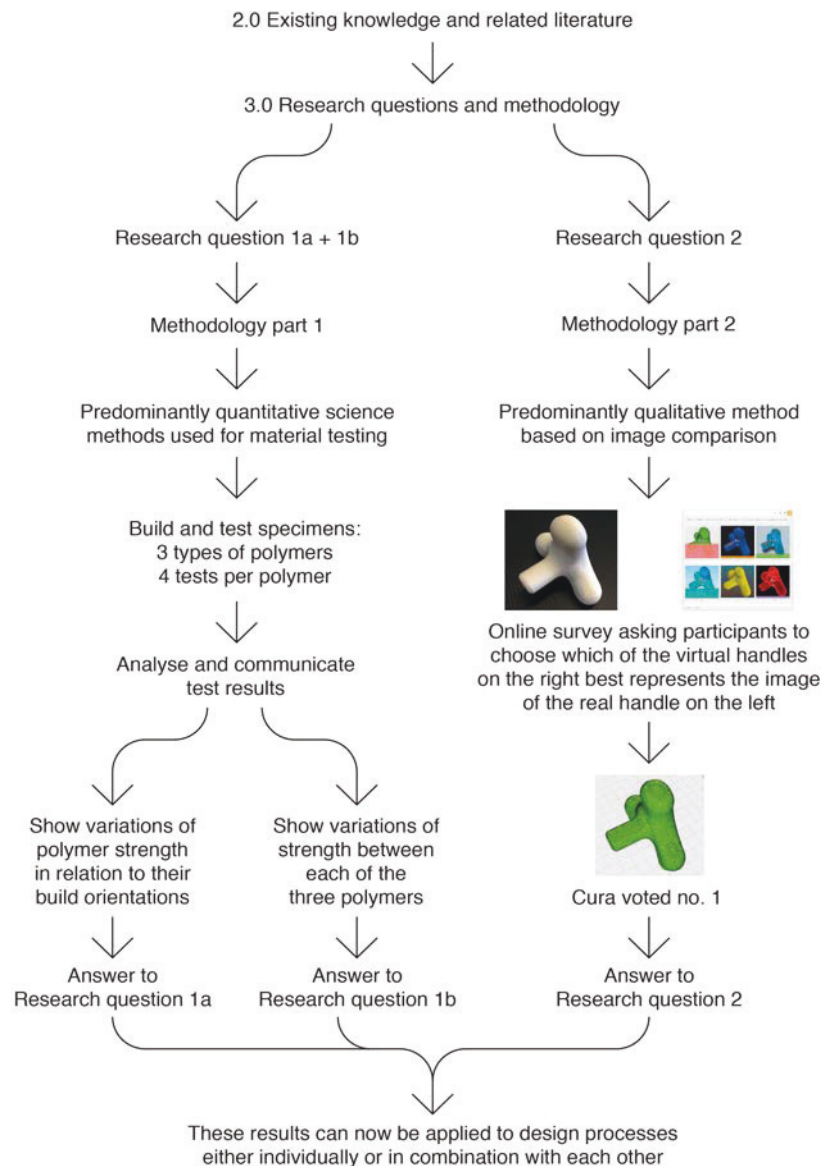 2.0 Existing knowledge and related literature
3.0 Research questions and methodology
Research question 1a + 1b
Methodology part 1
Predominantly quantitative science
methods used for material testing
Build and test specimens:
3 types of polymers
4 tests per polymer
Analyse and communicate
test results
Show variations of
polymer strength
in relation to their
build orientations
Answer to
Research question 1a
Show variations of
strength between
each of the
three polymers
Answer to
Research question 1b
Research question 2
Methodology part 2
Predominantly qualitative method
based on image comparison
Online survey asking participants to
choose which of the virtual handles
on the right best represents the image
of the real handle on the left
Cura voted no. 1
Answer to
Research question 2
These results can now be applied to design processes
either individually or in combination with each other